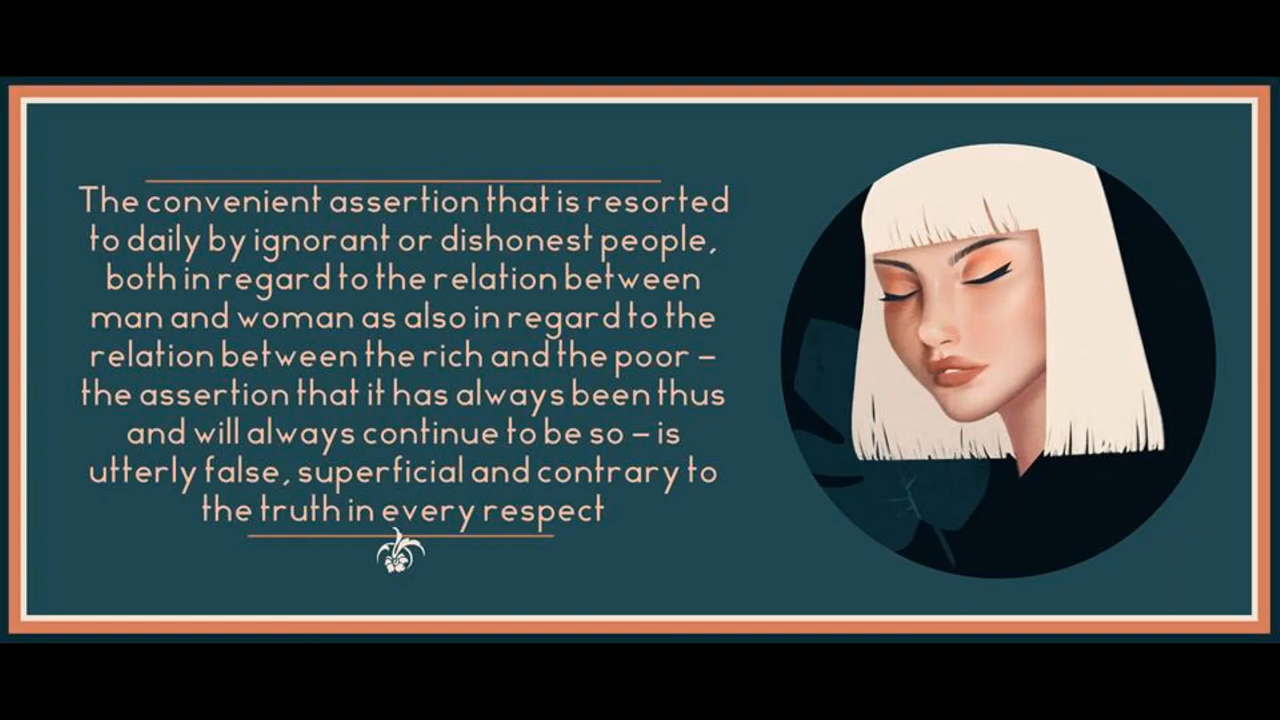 The convenient assertion that is resorted
to daily by ignorant or dishonest people,
both in regard to the relation between
man and woman as also in regard to the
relation between the rich and the poor –
the assertion that it has always been thus
and will always continue to be so – is
utterly false, superficial and contrary to
the truth in every respect